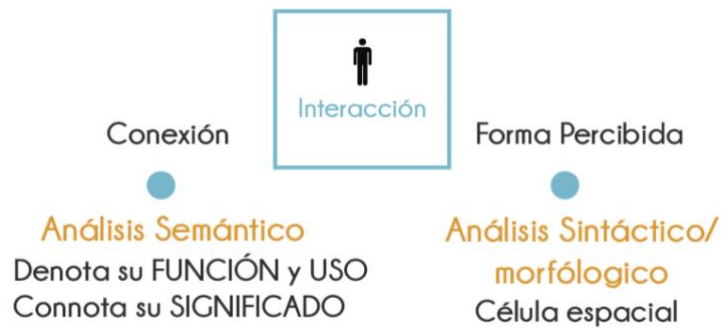 Interacción
Conexión
Análisis Semántico
Denota su FUNCIÓN y USO
Connota su SIGNIFICADO
Forma Percibida
Análisis Sintáctico/
morfólogico
Célula espacial